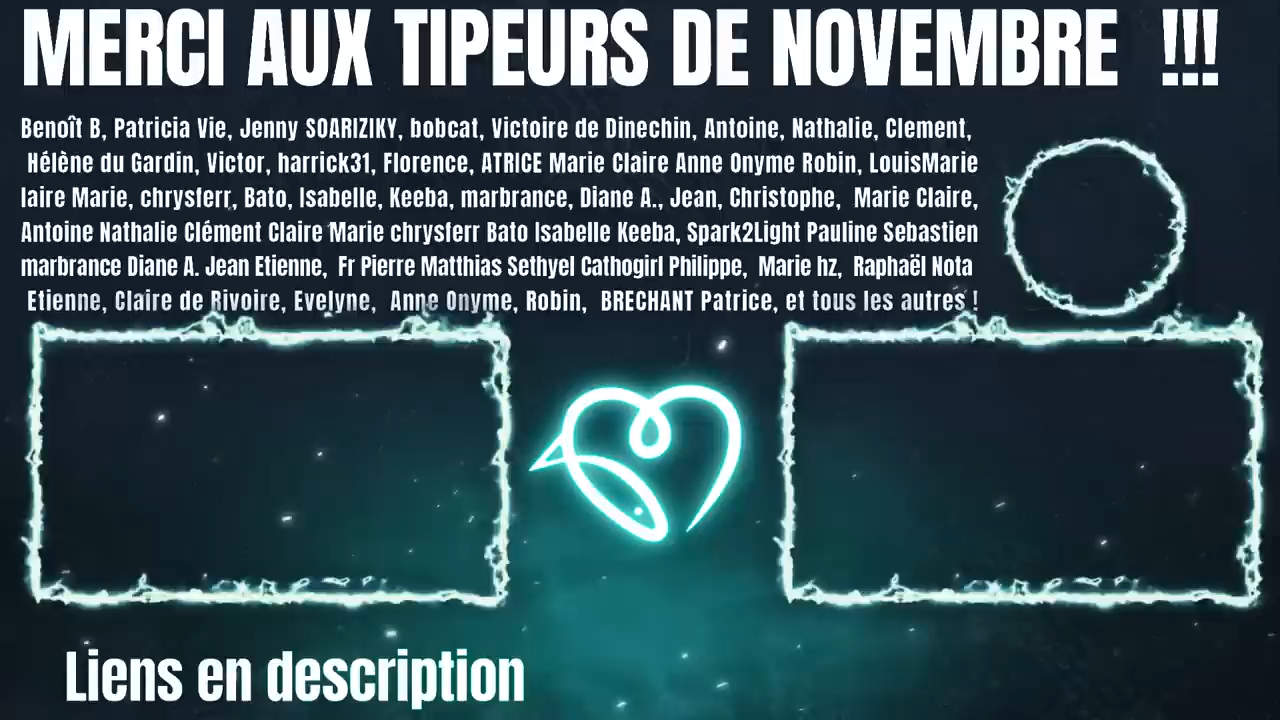 MERCI AUX TIPEURS DE NOVEMBRE !!!
Benoît B, Patricia Vie, Jenny SOARIZIKY, bobcat, Victoire de Dinechin, Antoine, Nathalie, Clement,
Hélène du Gardin, Victor, harrick31, Florence, ATRICE Marie Claire Anne Onyme Robin, LouisMarie
laire Marie, chrysferr, Bato, Isabelle, Keeba, marbrance, Diane A., Jean, Christophe, Marie Claire,
Antoine Nathalie Clément Claire Marie chrysferr Bato Isabelle Keeba, Spark2Light Pauline Sebastien
marbrance Diane A. Jean Etienne, Fr Pierre Matthias Sethyel Cathogirl Philippe, Marie hz, Raphaël Nota
Etienne, Claire de Rivoire, Evelyne, Anne Onyme, Robin, BRECHANT Patrice, et tous les autres !
Liens en description